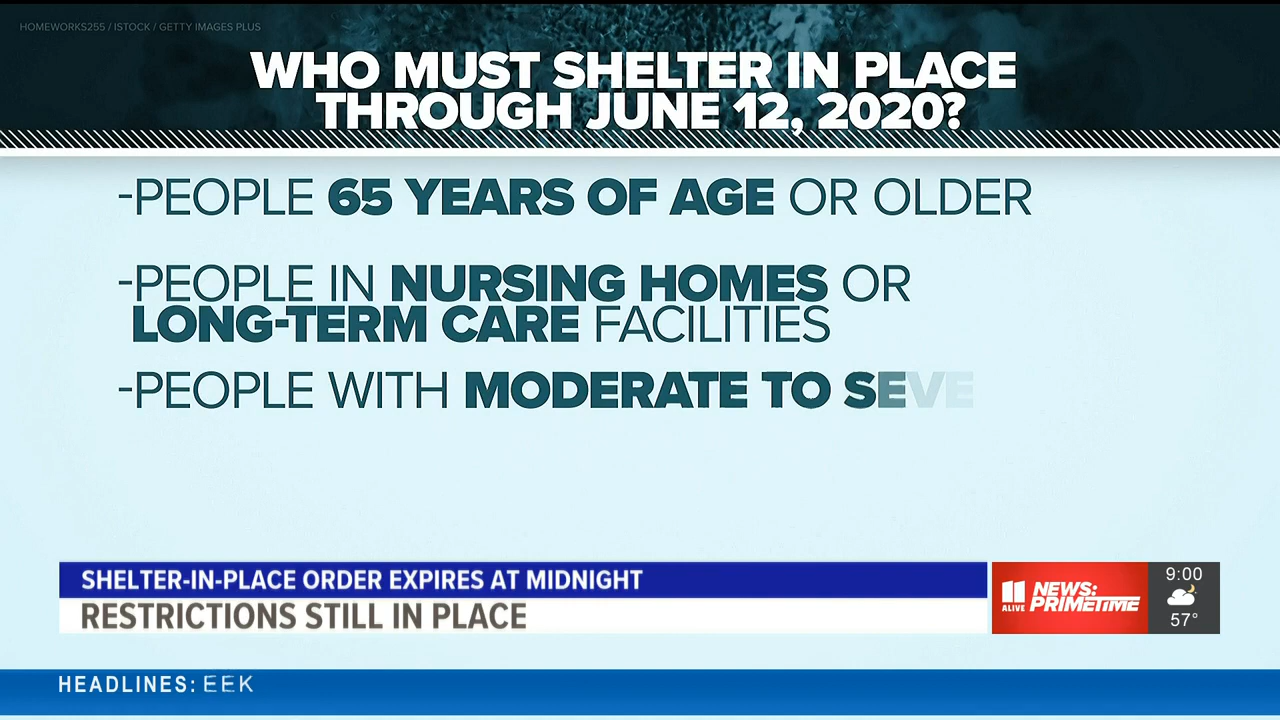 HOMEWORKS255 / ISTOCK / GETTY IMAGES PLUS
WHO MUST SHELTER IN PLACE
THROUGH JUNE 12, 2020?
-PEOPLE 65 YEARS OF AGE OR OLDER
-PEOPLE IN NURSING HOMES OR
LONG-TERM CARE FACILITIES
-PEOPLE WITH MODERATE TO SEVE
SHELTER-IN-PLACE ORDER EXPIRES AT MIDNIGHT
RESTRICTIONS STILL IN PLACE
11 ALIVE
NEWS:
PRIMETIME
9:00
57°
HEADLINES: EEK